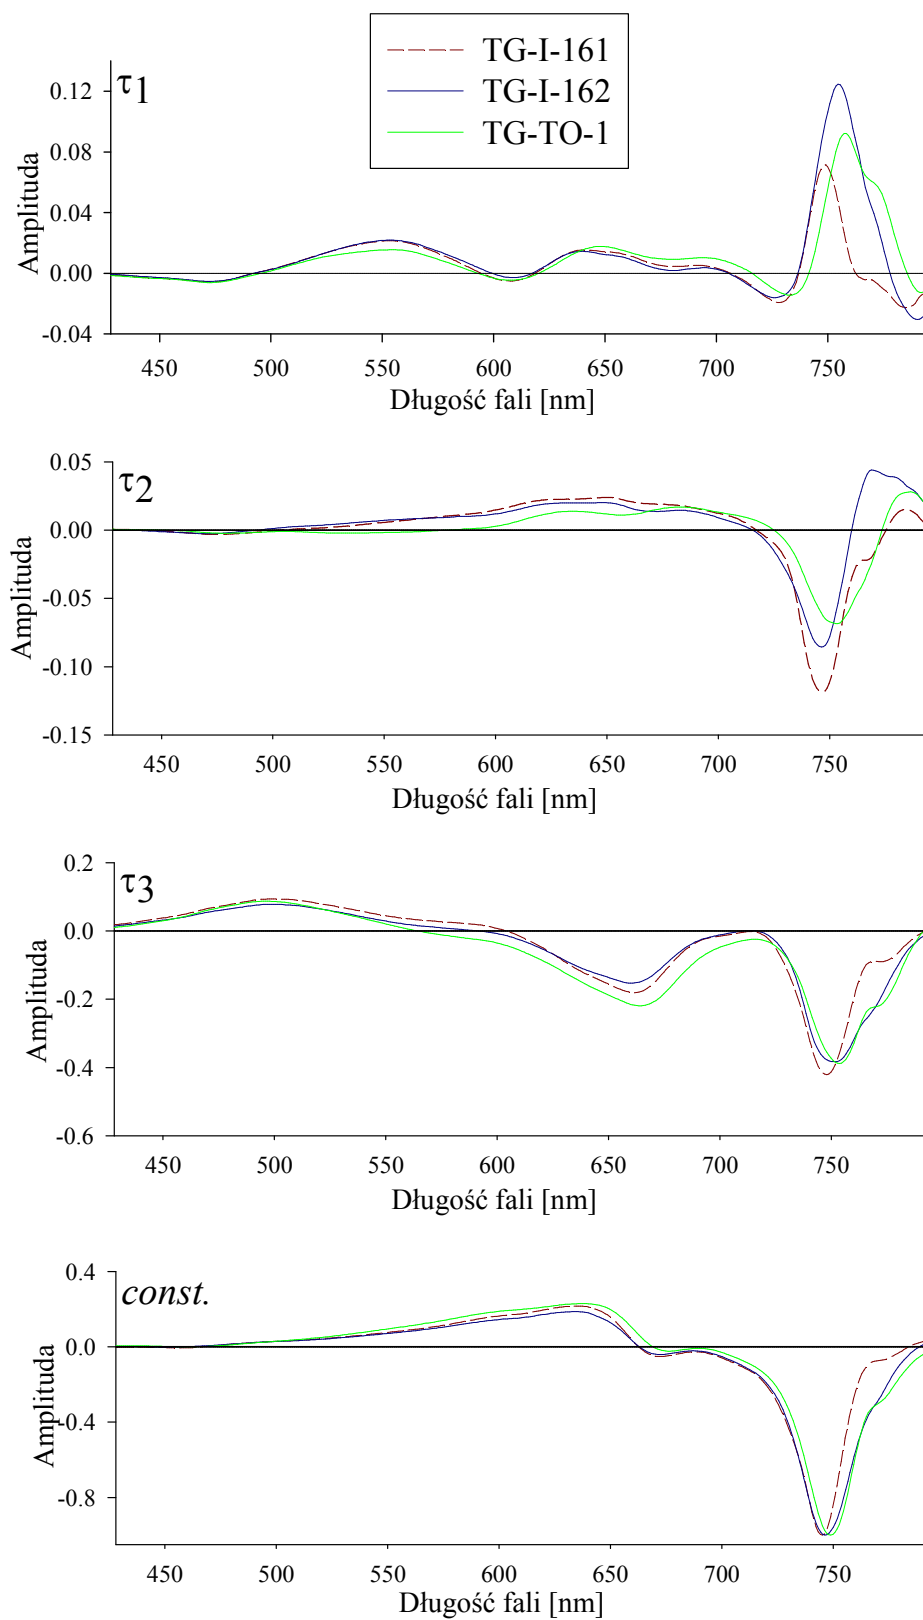 TG-I-161
TG-I-162
TG-TO-1
τ1
Amplituda
0.12
0.08
0.04
0.00
-0.04
450 500 550 600 650 700 750
Długość fali [nm]
τ2
Amplituda
0.05
0.00
-0.05
-0.10
-0.15
450 500 550 600 650 700 750
Długość fali [nm]
τ3
Amplituda
0.2
0.0
-0.2
-0.4
-0.6
450 500 550 600 650 700 750
Długość fali [nm]
const.
Amplituda
0.4
0.0
-0.4
-0.8
450 500 550 600 650 700 750
Długość fali [nm]